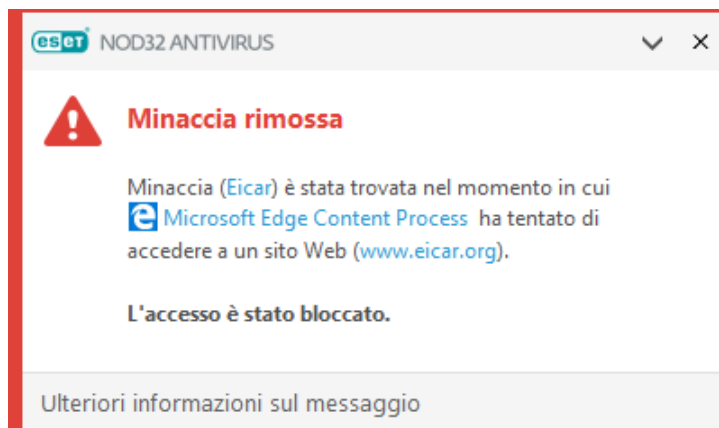 eset NOD32 ANTIVIRUS
Minaccia rimossa
Minaccia (Eicar) è stata trovata nel momento in cui
Microsoft Edge Content Process ha tentato di
accedere a un sito Web (www.eicar.org).
L'accesso è stato bloccato.
Ulteriori informazioni sul messaggio